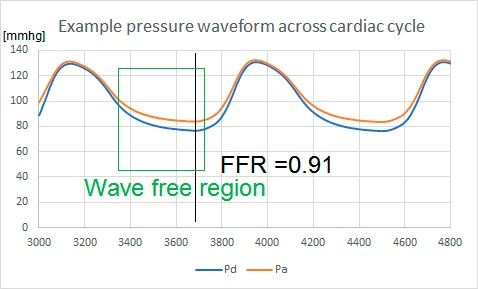 Example pressure waveform across cardiac cycle
[mmhg]
140
120
100
80
60
40
20
0
FFR =0.91
Wave free region
3000 3200 3400 3600 3800 4000 4200 4400 4600 4800
Pd Pa